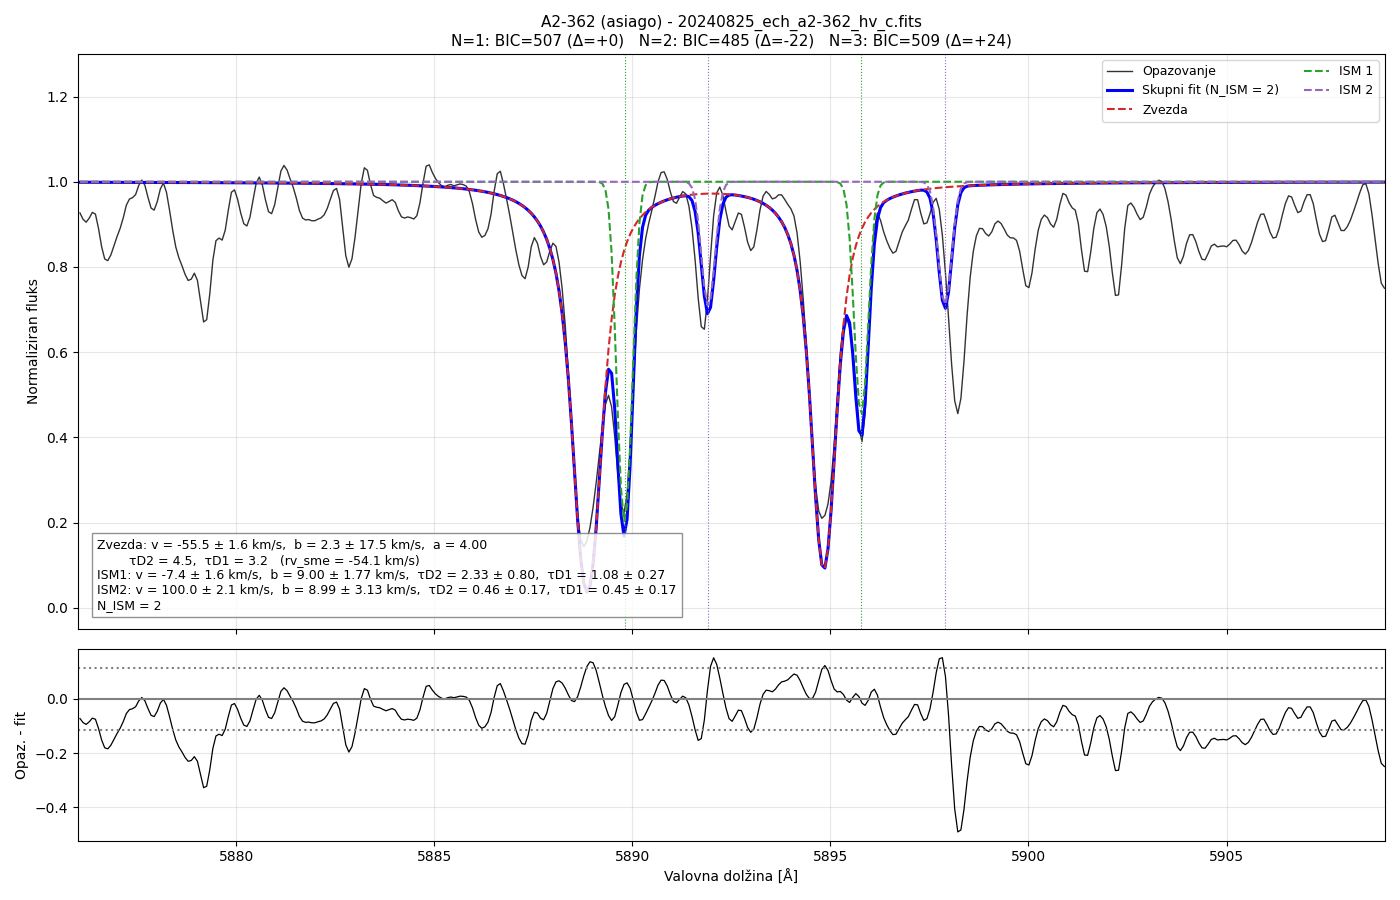 A2-362 (asiago) - 20240825_ech_a2-362_hv_c.fits
N=1: BIC=507 (Δ=+0)   N=2: BIC=485 (Δ=-22)   N=3: BIC=509 (Δ=+24)
Normaliziran fluks
1.2
1.0
0.8
0.6
0.4
0.2
0.0
Opazovanje
Skupni fit (N_ISM = 2)
Zvezda
ISM 1
ISM 2
Zvezda: v = -55.5 ± 1.6 km/s,  b = 2.3 ± 17.5 km/s,  a = 4.00
τD2 = 4.5,  τD1 = 3.2   (rv_sme = -54.1 km/s)
ISM1: v = -7.4 ± 1.6 km/s,  b = 9.00 ± 1.77 km/s,  τD2 = 2.33 ± 0.80,  τD1 = 1.08 ± 0.27
ISM2: v = 100.0 ± 2.1 km/s,  b = 8.99 ± 3.13 km/s,  τD2 = 0.46 ± 0.17,  τD1 = 0.45 ± 0.17
N_ISM = 2
Opaz. - fit
0.0
−0.2
−0.4
5880
5885
5890
5895
5900
5905
Valovna dolžina [Å]